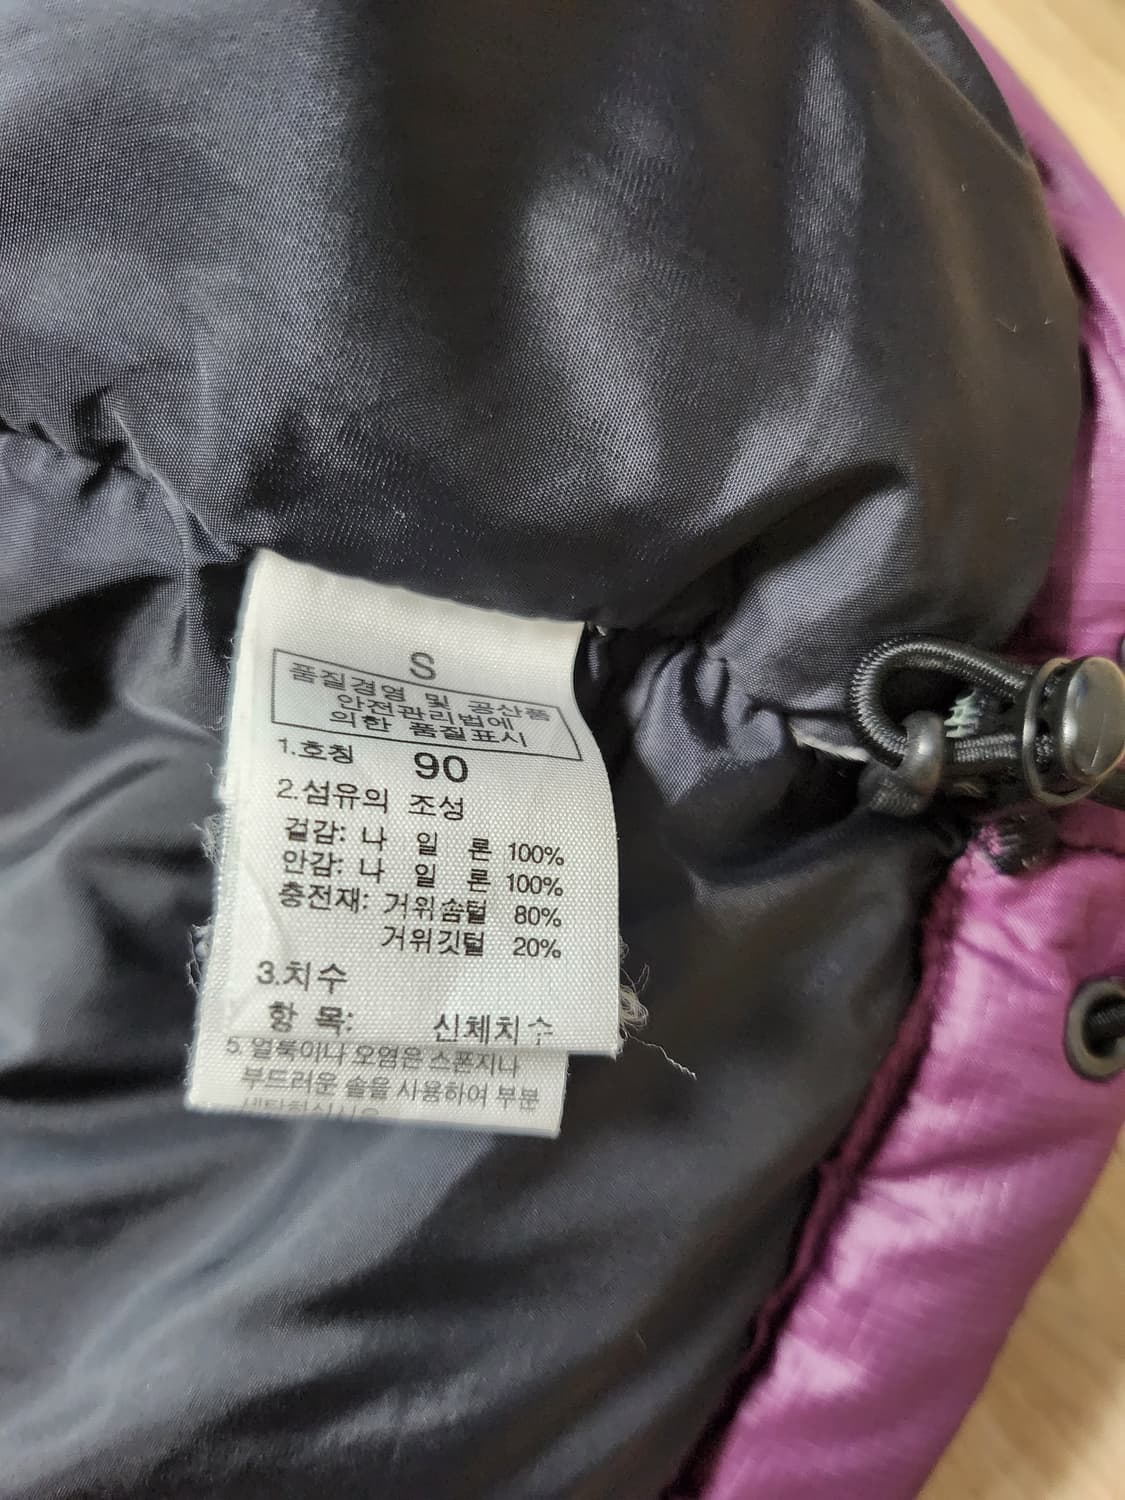 S
품질경영 및 공산품
안전관리법에
의한 품질표시
1.호칭 90
2.섬유의 조성
겉감: 나 일 론 100%
안감: 나 일 론 100%
충전재: 거위솜털 80%
거위깃털 20%
3.치수
항 목: 신체치수
5. 얼룩이나 오염은 스폰지나
부드러운 솔을 사용하여 부분